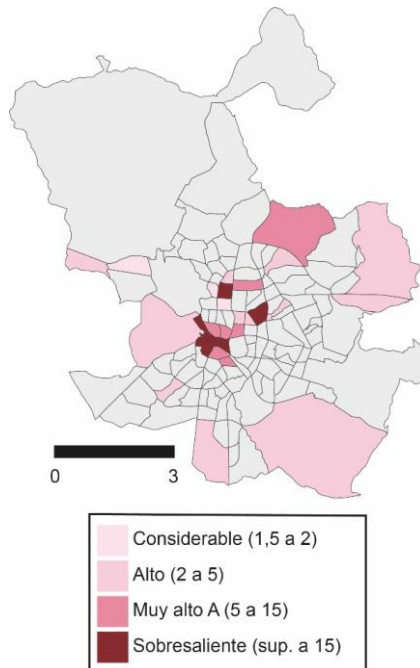 0 3
Considerable (1,5 a 2)
Alto (2 a 5)
Muy alto A (5 a 15)
Sobresaliente (sup. a 15)